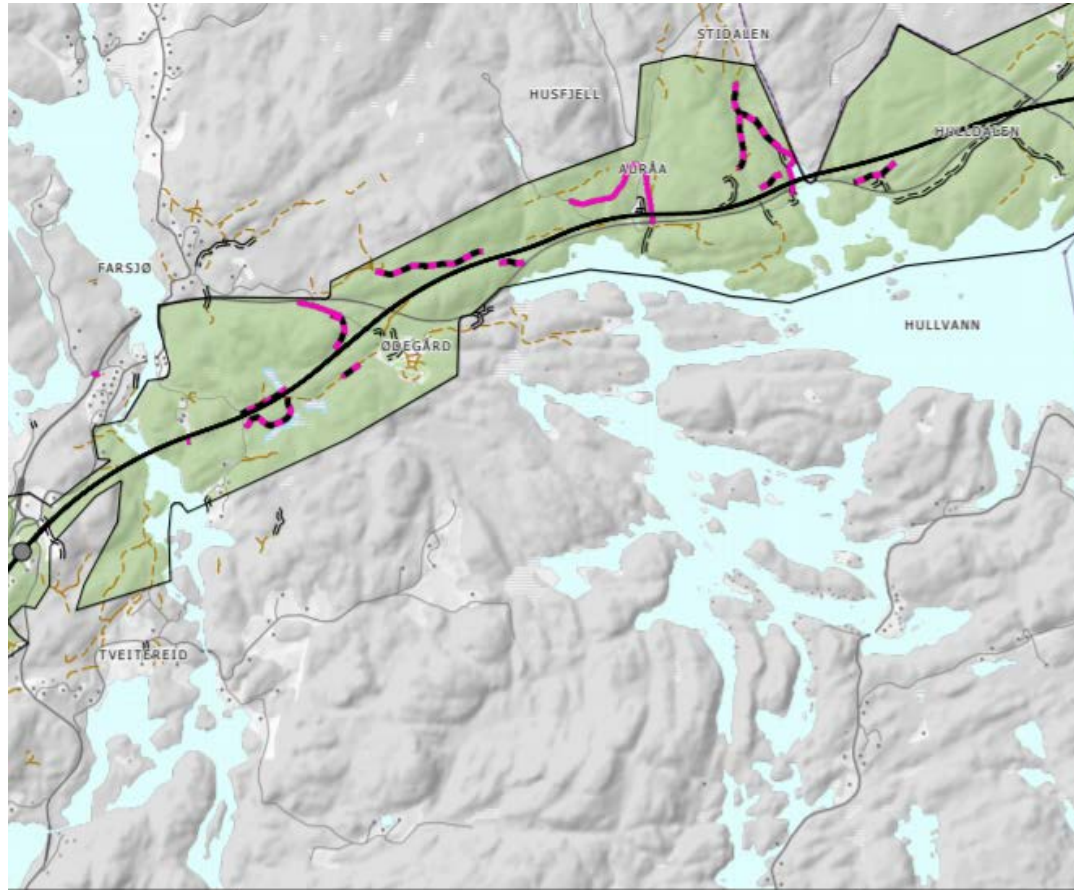 STIDALEN
HUSFJELL
HULLDALEN
AURÅA
FARSJØ
HULLVANN
ØDEGÅRD
TVEITEREID